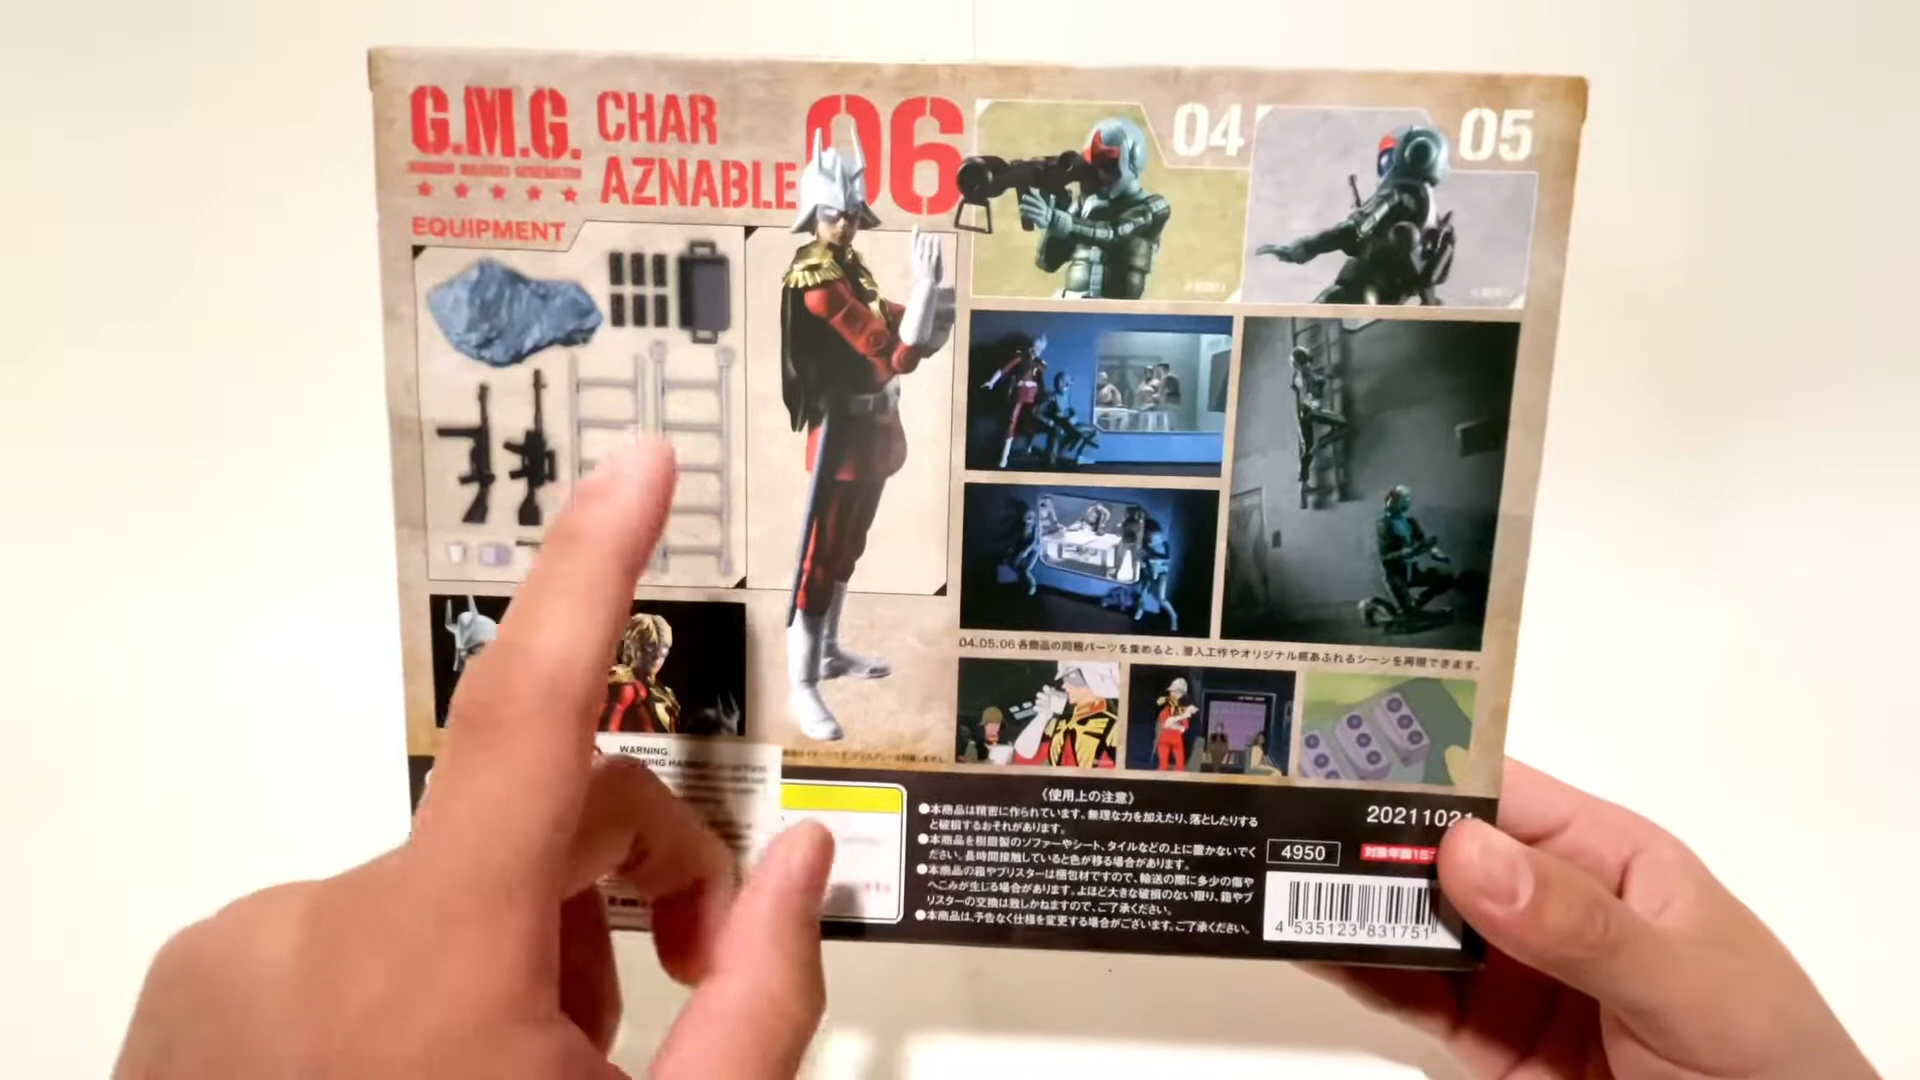 G.M.G.
CHAR
AZNABLE
06
04
05
EQUIPMENT
04.05.06各商品の同梱パーツを集めると、潜入工作やオリジナル感あふれるシーンを再現できます。
WARNING:
《使用上の注意》
●本商品は精密に作られています。無理な力を加えたり、落としたりする
と破損するおそれがあります。
●本商品を樹脂製のソファーやシート、タイルなどの上に置かないでく
ださい。長時間接触していると色が移る場合があります。
●本商品の箱やブリスターは梱包材ですので、輸送の際に多少の傷や
へこみが生じる場合があります。よほど大きな破損のない限り、箱やブ
リスターの交換は致しかねますので、ご了承ください。
●本商品は、予告なく仕様を変更する場合がございます。ご了承ください。
20211021
4950
対象年齢15
4 535123 831751